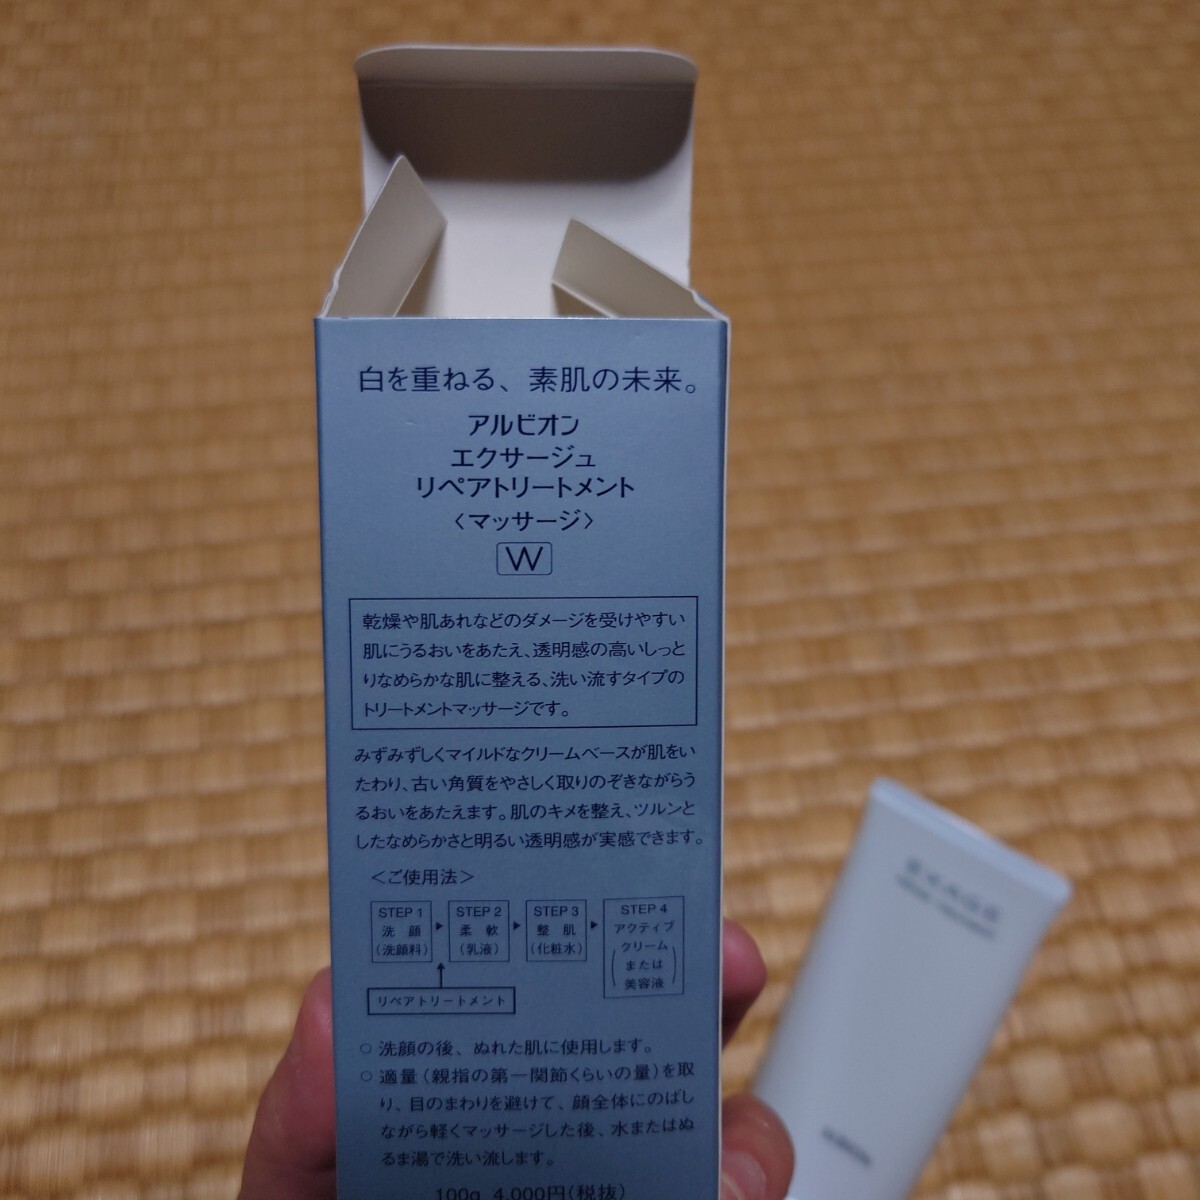 白を重ねる、素肌の未来。
アルビオン
エクサージュ
リペアトリートメント
〈マッサージ〉
W
乾燥や肌あれなどのダメージを受けやすい
肌にうるおいをあたえ、透明感の高いしっと
りなめらかな肌に整える、洗い流すタイプの
トリートメントマッサージです。
みずみずしくマイルドなクリームベースが肌をい
たわり、古い角質をやさしく取りのぞきながらう
るおいをあたえます。肌のキメを整え、ツルンと
したなめらかさと明るい透明感が実感できます。
＜ご使用法＞
STEP 1
洗顔
(洗顔料)
STEP 2
柔軟
(乳液)
STEP 3
整肌
(化粧水)
STEP 4
アクティブ
クリーム
または
美容液
リペアトリートメント
○ 洗顔の後、ぬれた肌に使用します。
○ 適量(親指の第一関節くらいの量)を取
り、目のまわりを避けて、顔全体にのばし
ながら軽くマッサージした後、水またはぬ
るま湯で洗い流します。
100g 4,000円(税抜)